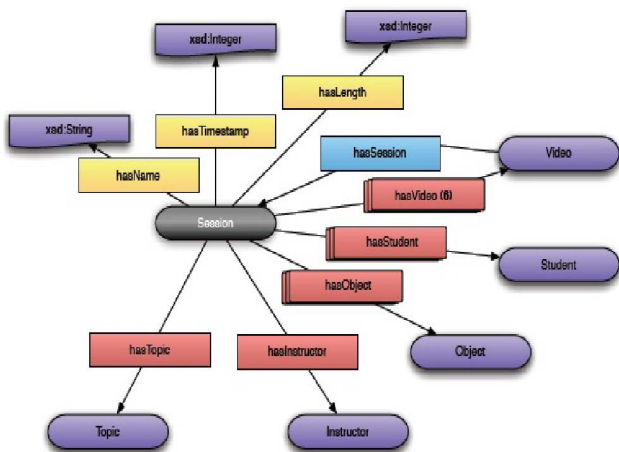 xsd:Integer
xsd:Integer
hasLength
xsd:String
hasTimestamp
hasSession
Video
hasName
hasVideo (6)
Session
hasStudent
Student
hasObject
hasTopic
hasInstructor
Object
Topic
Instructor